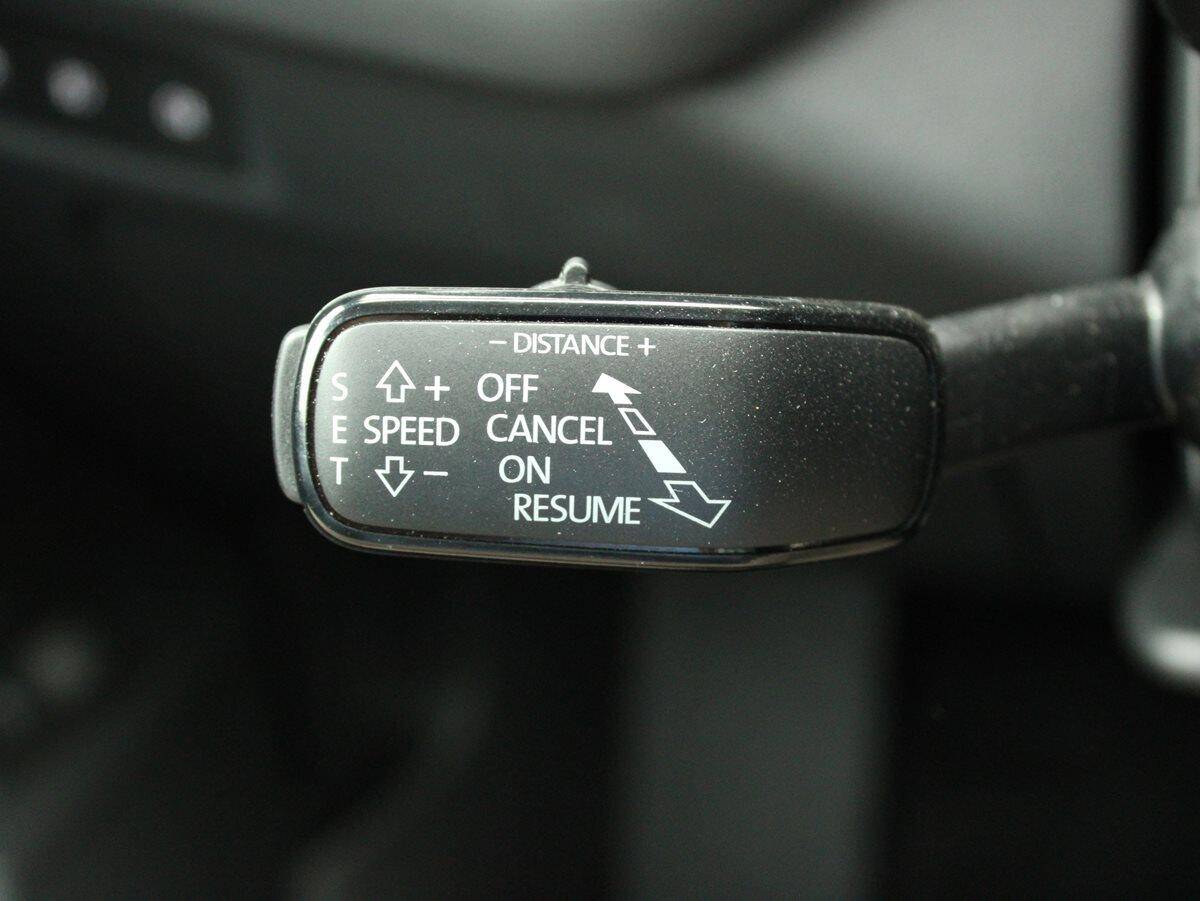 − DISTANCE +
S + OFF
E SPEED CANCEL
T − ON
RESUME